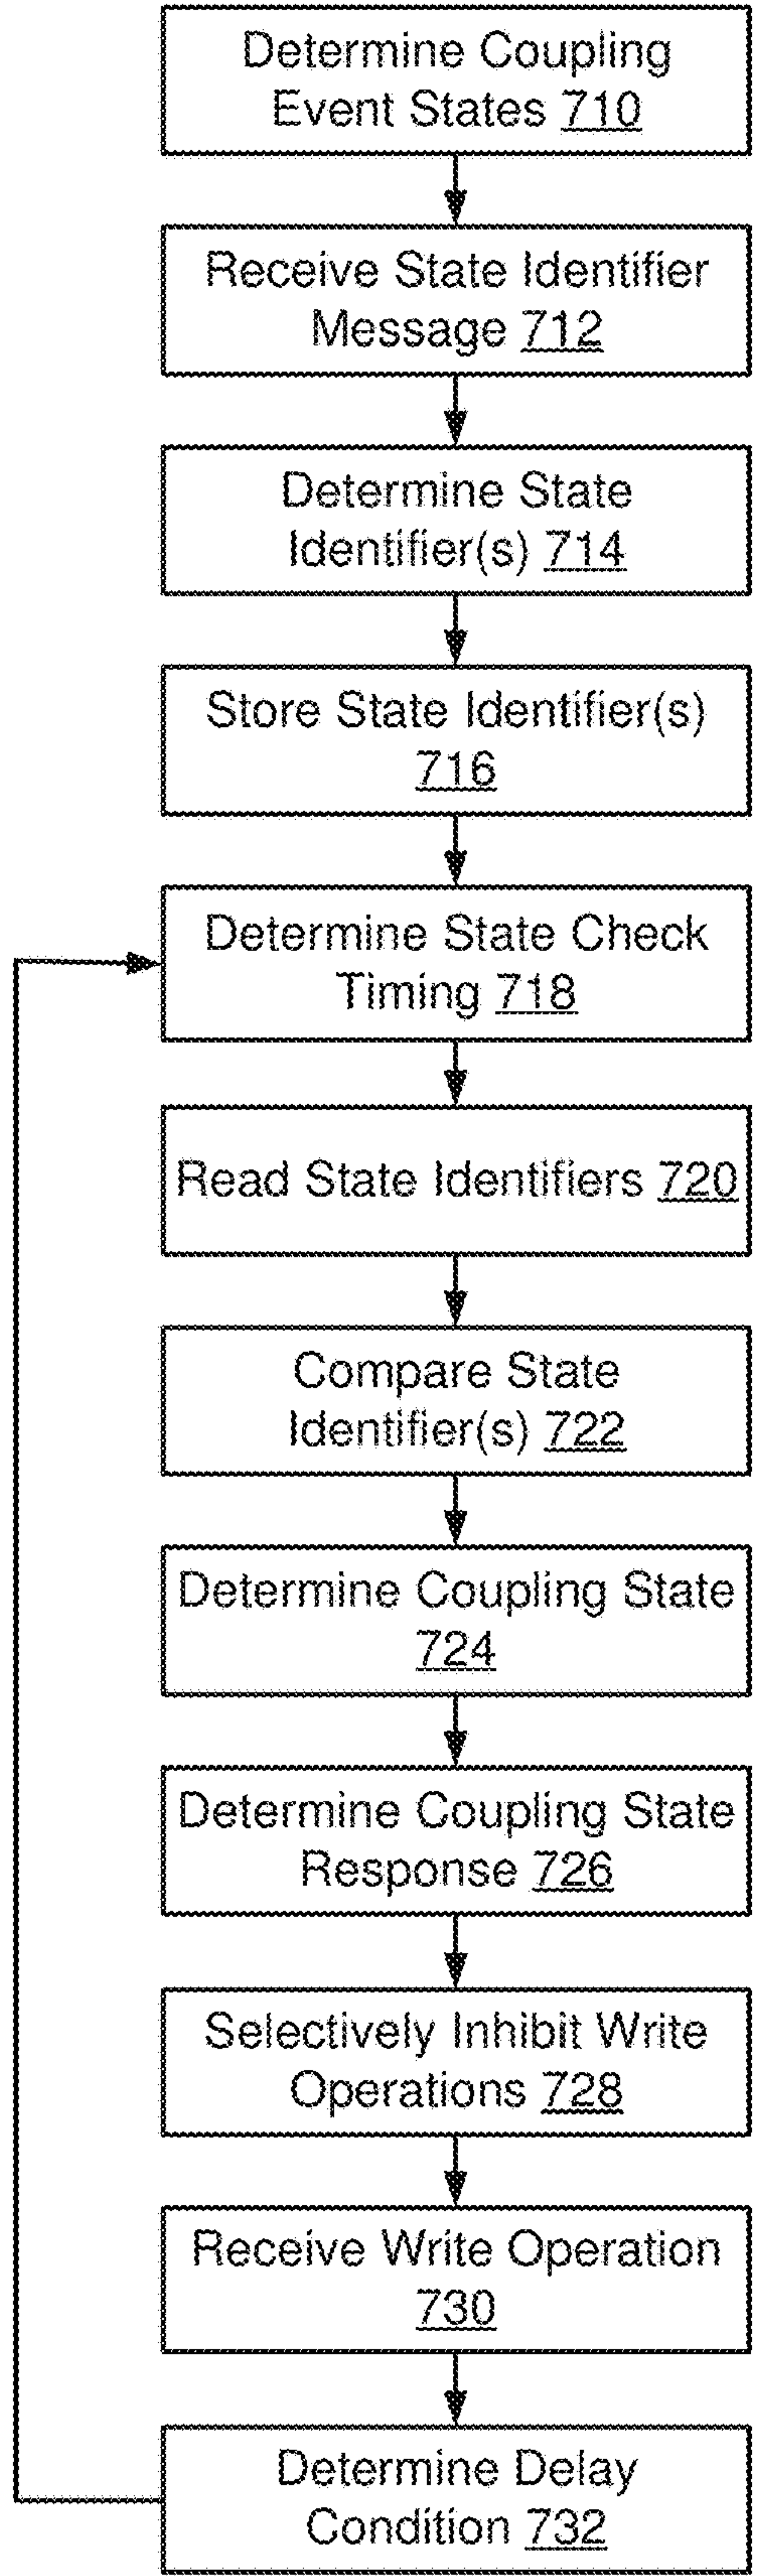 Determine Coupling
Event States 710
Receive State Identifier
Message 712
Determine State
Identifier(s) 714
Store State Identifier(s)
716
Determine State Check
Timing 718
Read State Identifiers 720
Compare State
Identifier(s) 722
Determine Coupling State
724
Determine Coupling State
Response 726
Selectively Inhibit Write
Operations 728
Receive Write Operation
730
Determine Delay
Condition 732